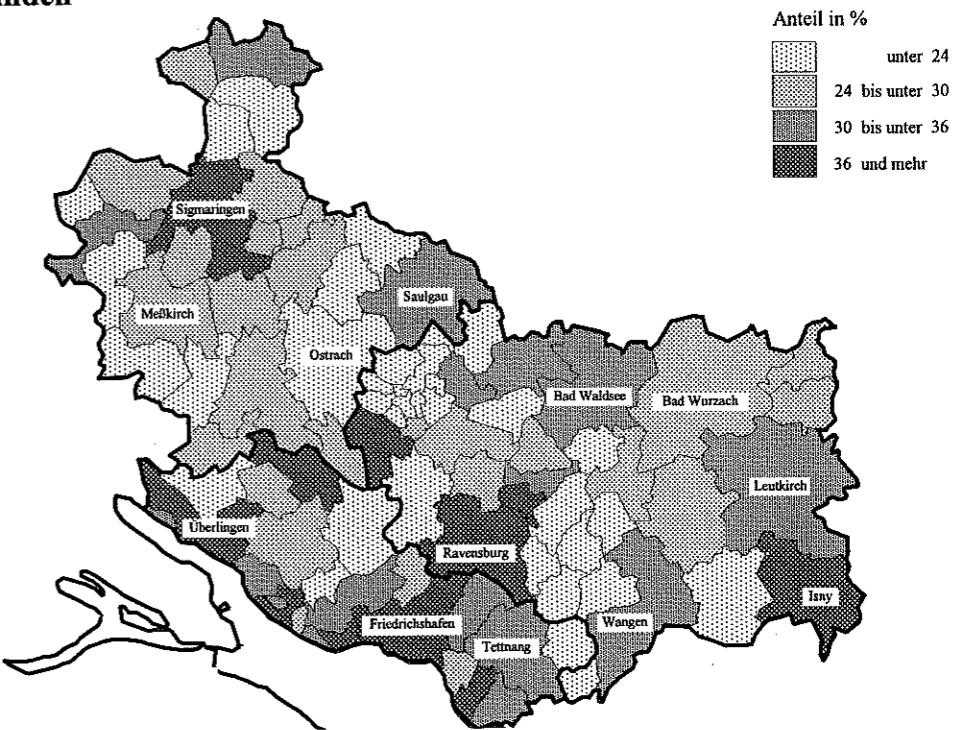 Anteil in %
unter 24
24 bis unter 30
30 bis unter 36
36 und mehr
Sigmaringen
Saulgau
Meßkirch
Ostrach
Bad Waldsee
Bad Wurzach
Leutkirch
Überlingen
Ravensburg
Isny
Friedrichshafen
Wangen
Tettnang